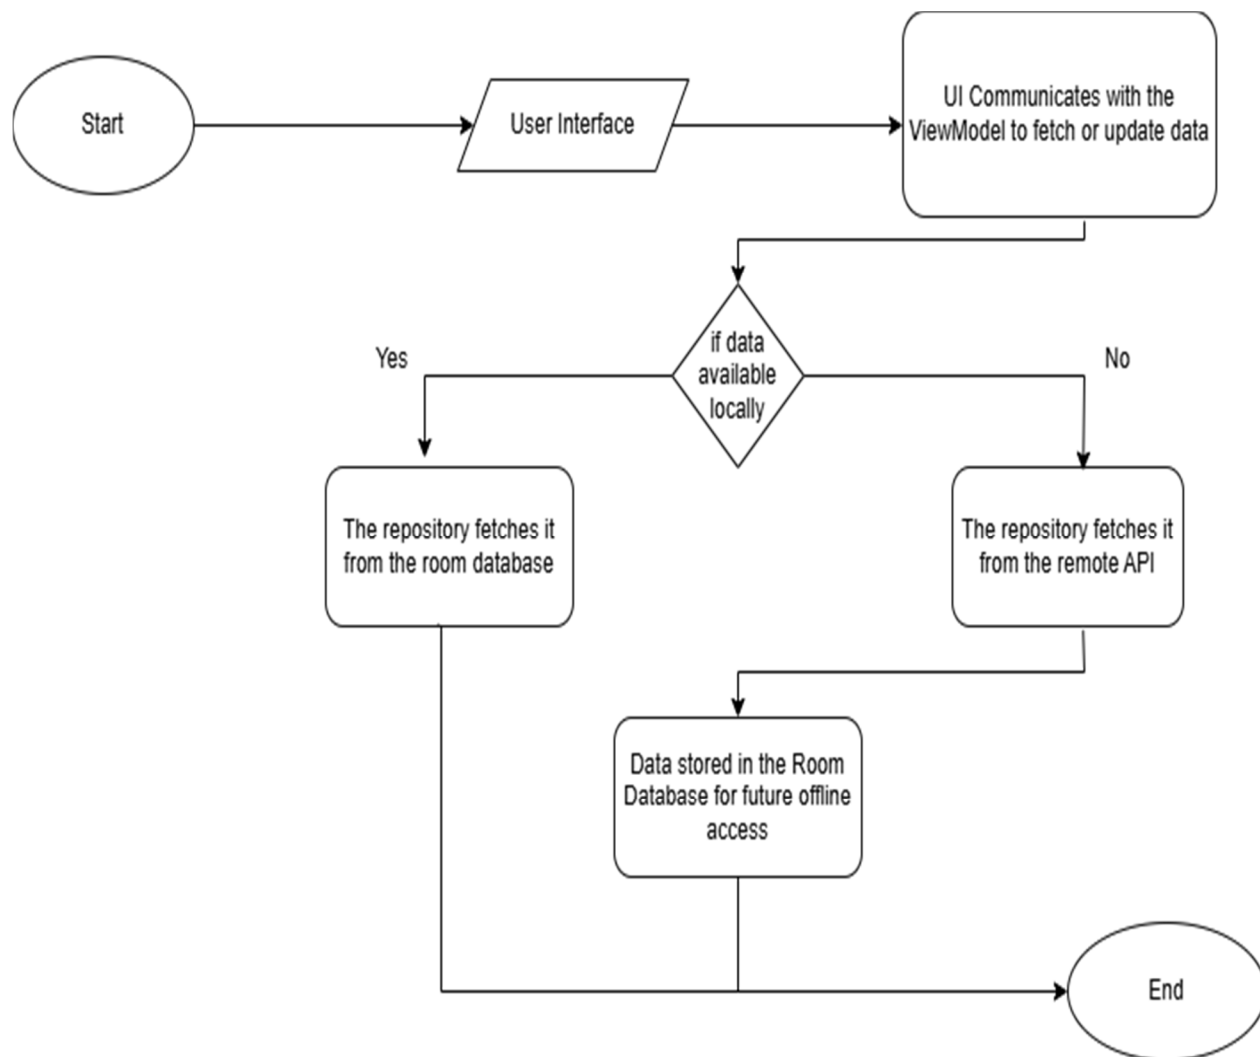 Start
User Interface
UI Communicates with the
ViewModel to fetch or update data
if data
available
locally
Yes
No
The repository fetches it
from the room database
The repository fetches it
from the remote API
Data stored in the Room
Database for future offline
access
End